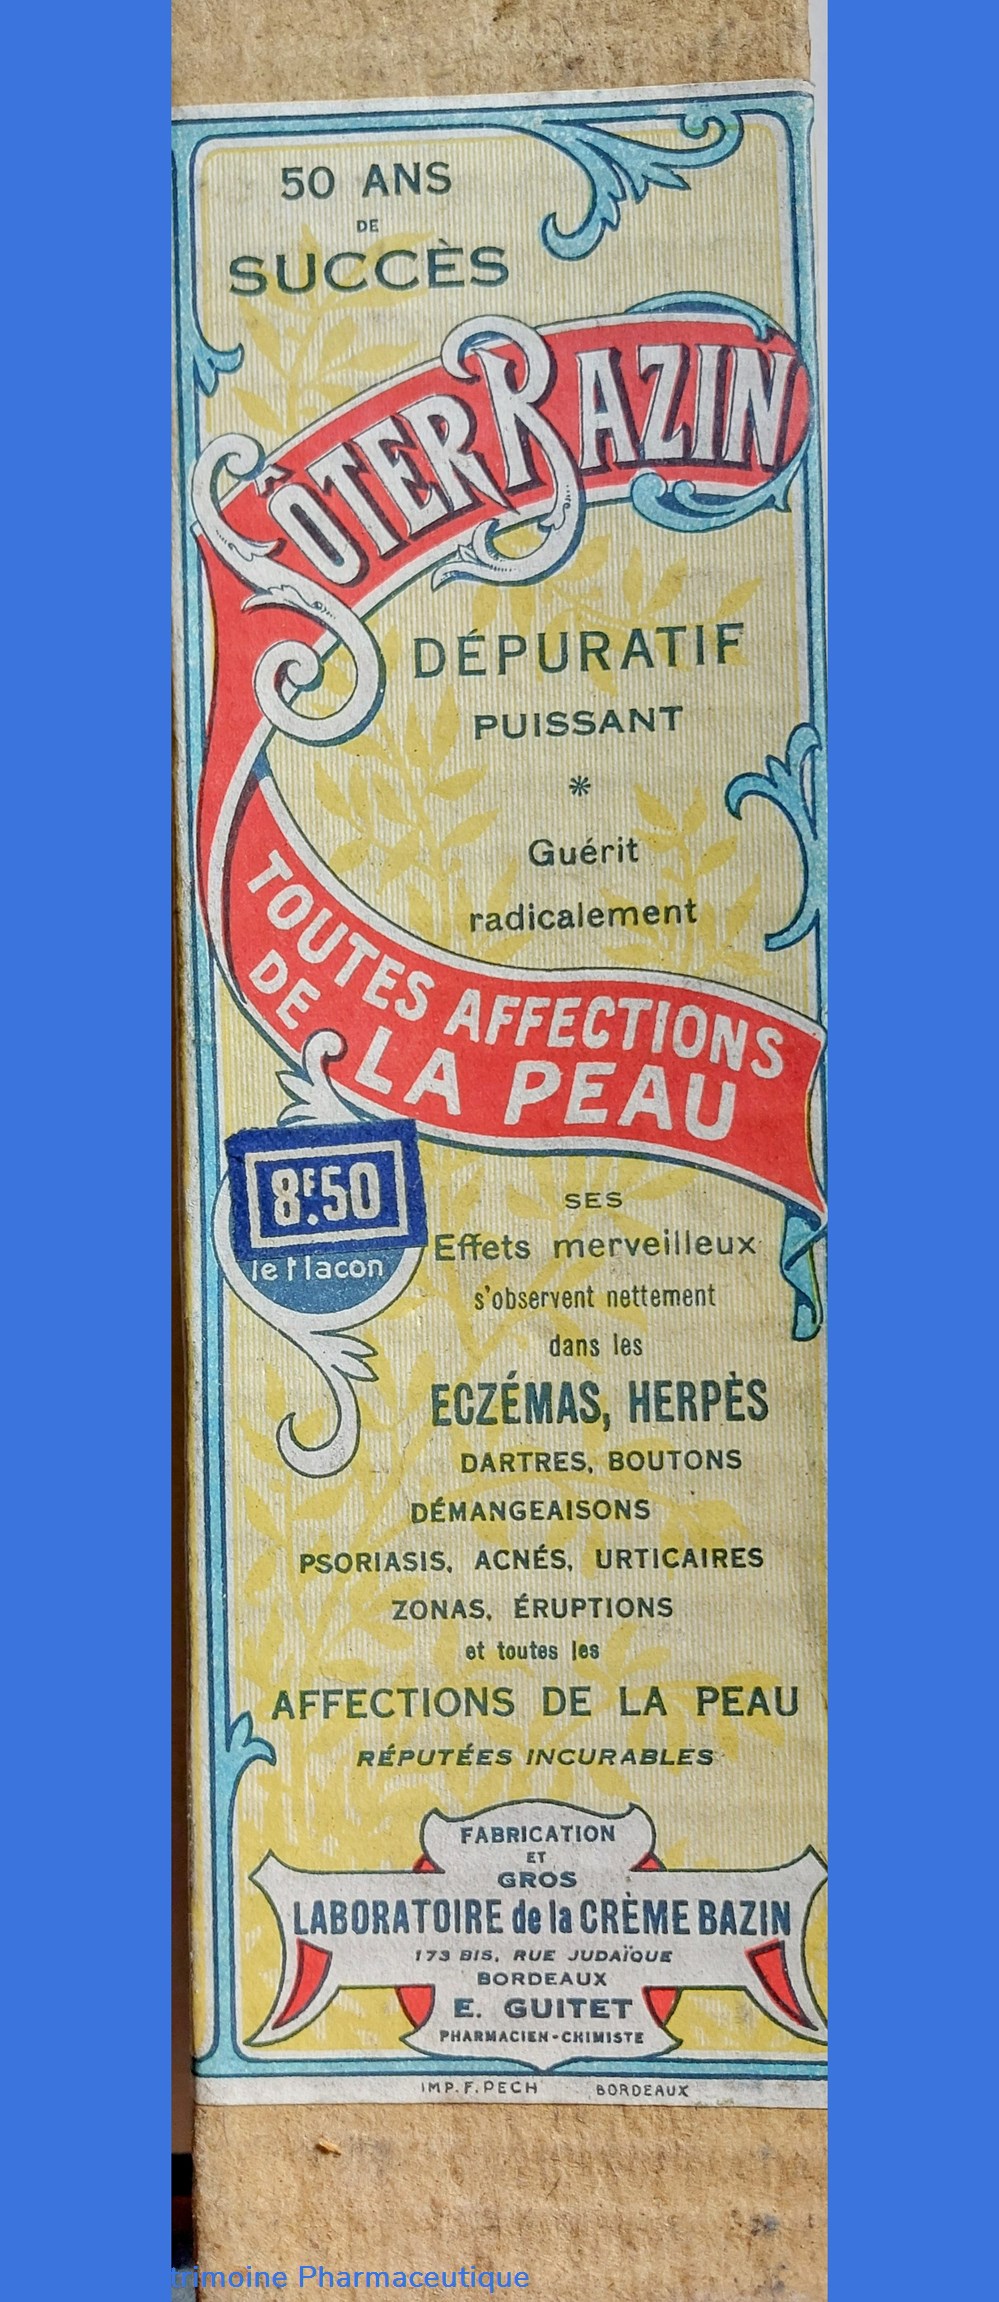 50 ANS
DE
SUCCÈS
SÔTER BAZIN
DÉPURATIF
PUISSANT
*
Guérit
radicalement
TOUTES AFFECTIONS
DE LA PEAU
8F.50
le flacon
SES
Effets merveilleux
s'observent nettement
dans les
ECZÉMAS, HERPÈS
DARTRES, BOUTONS
DÉMANGEAISONS
PSORIASIS, ACNÉS, URTICAIRES
ZONAS, ÉRUPTIONS
et toutes les
AFFECTIONS DE LA PEAU
RÉPUTÉES INCURABLES
FABRICATION
ET
GROS
LABORATOIRE de la CRÈME BAZIN
173 BIS, RUE JUDAÏQUE
BORDEAUX
E. GUITET
PHARMACIEN-CHIMISTE
IMP. F. PECH BORDEAUX
trimoine Pharmaceutique